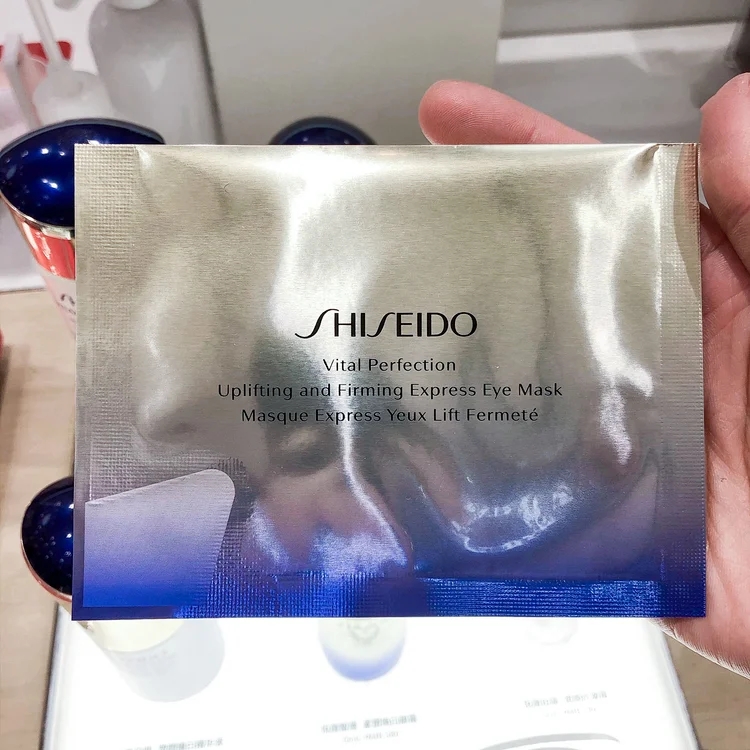 SHISEIDO
Vital Perfection
Uplifting and Firming Express Eye Mask
Masque Express Yeux Lift Fermeté